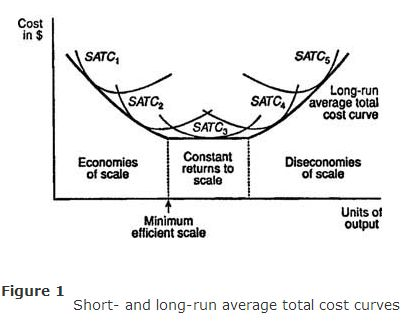 Cost
in $
SATC1
SATC2
SATC3
SATC4
SATC5
Long-run
average total
cost curve
Economies
of scale
Constant
returns to
scale
Diseconomies
of scale
Minimum
efficient scale
Units of
output
Figure 1
Short- and long-run average total cost curves